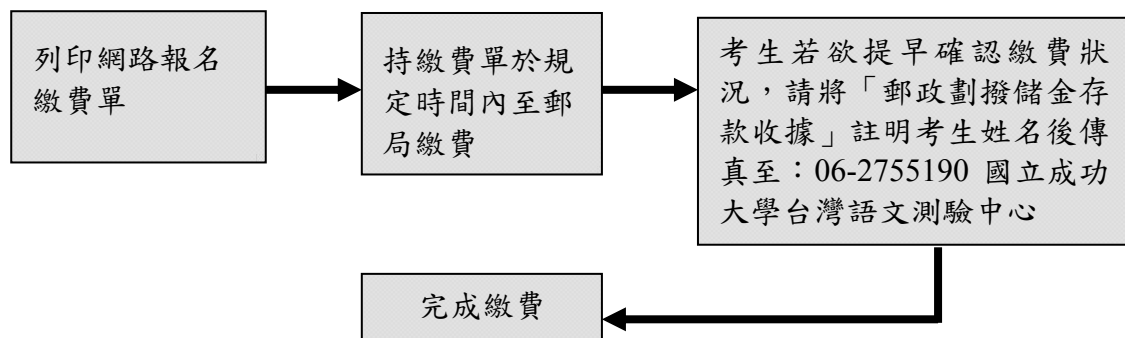 列印網路報名
繳費單
持繳費單於規
定時間內至郵
局繳費
考生若欲提早確認繳費狀
況，請將「郵政劃撥儲金存
款收據」註明考生姓名後傳
真至：06-2755190 國立成功
大學台灣語文測驗中心
完成繳費